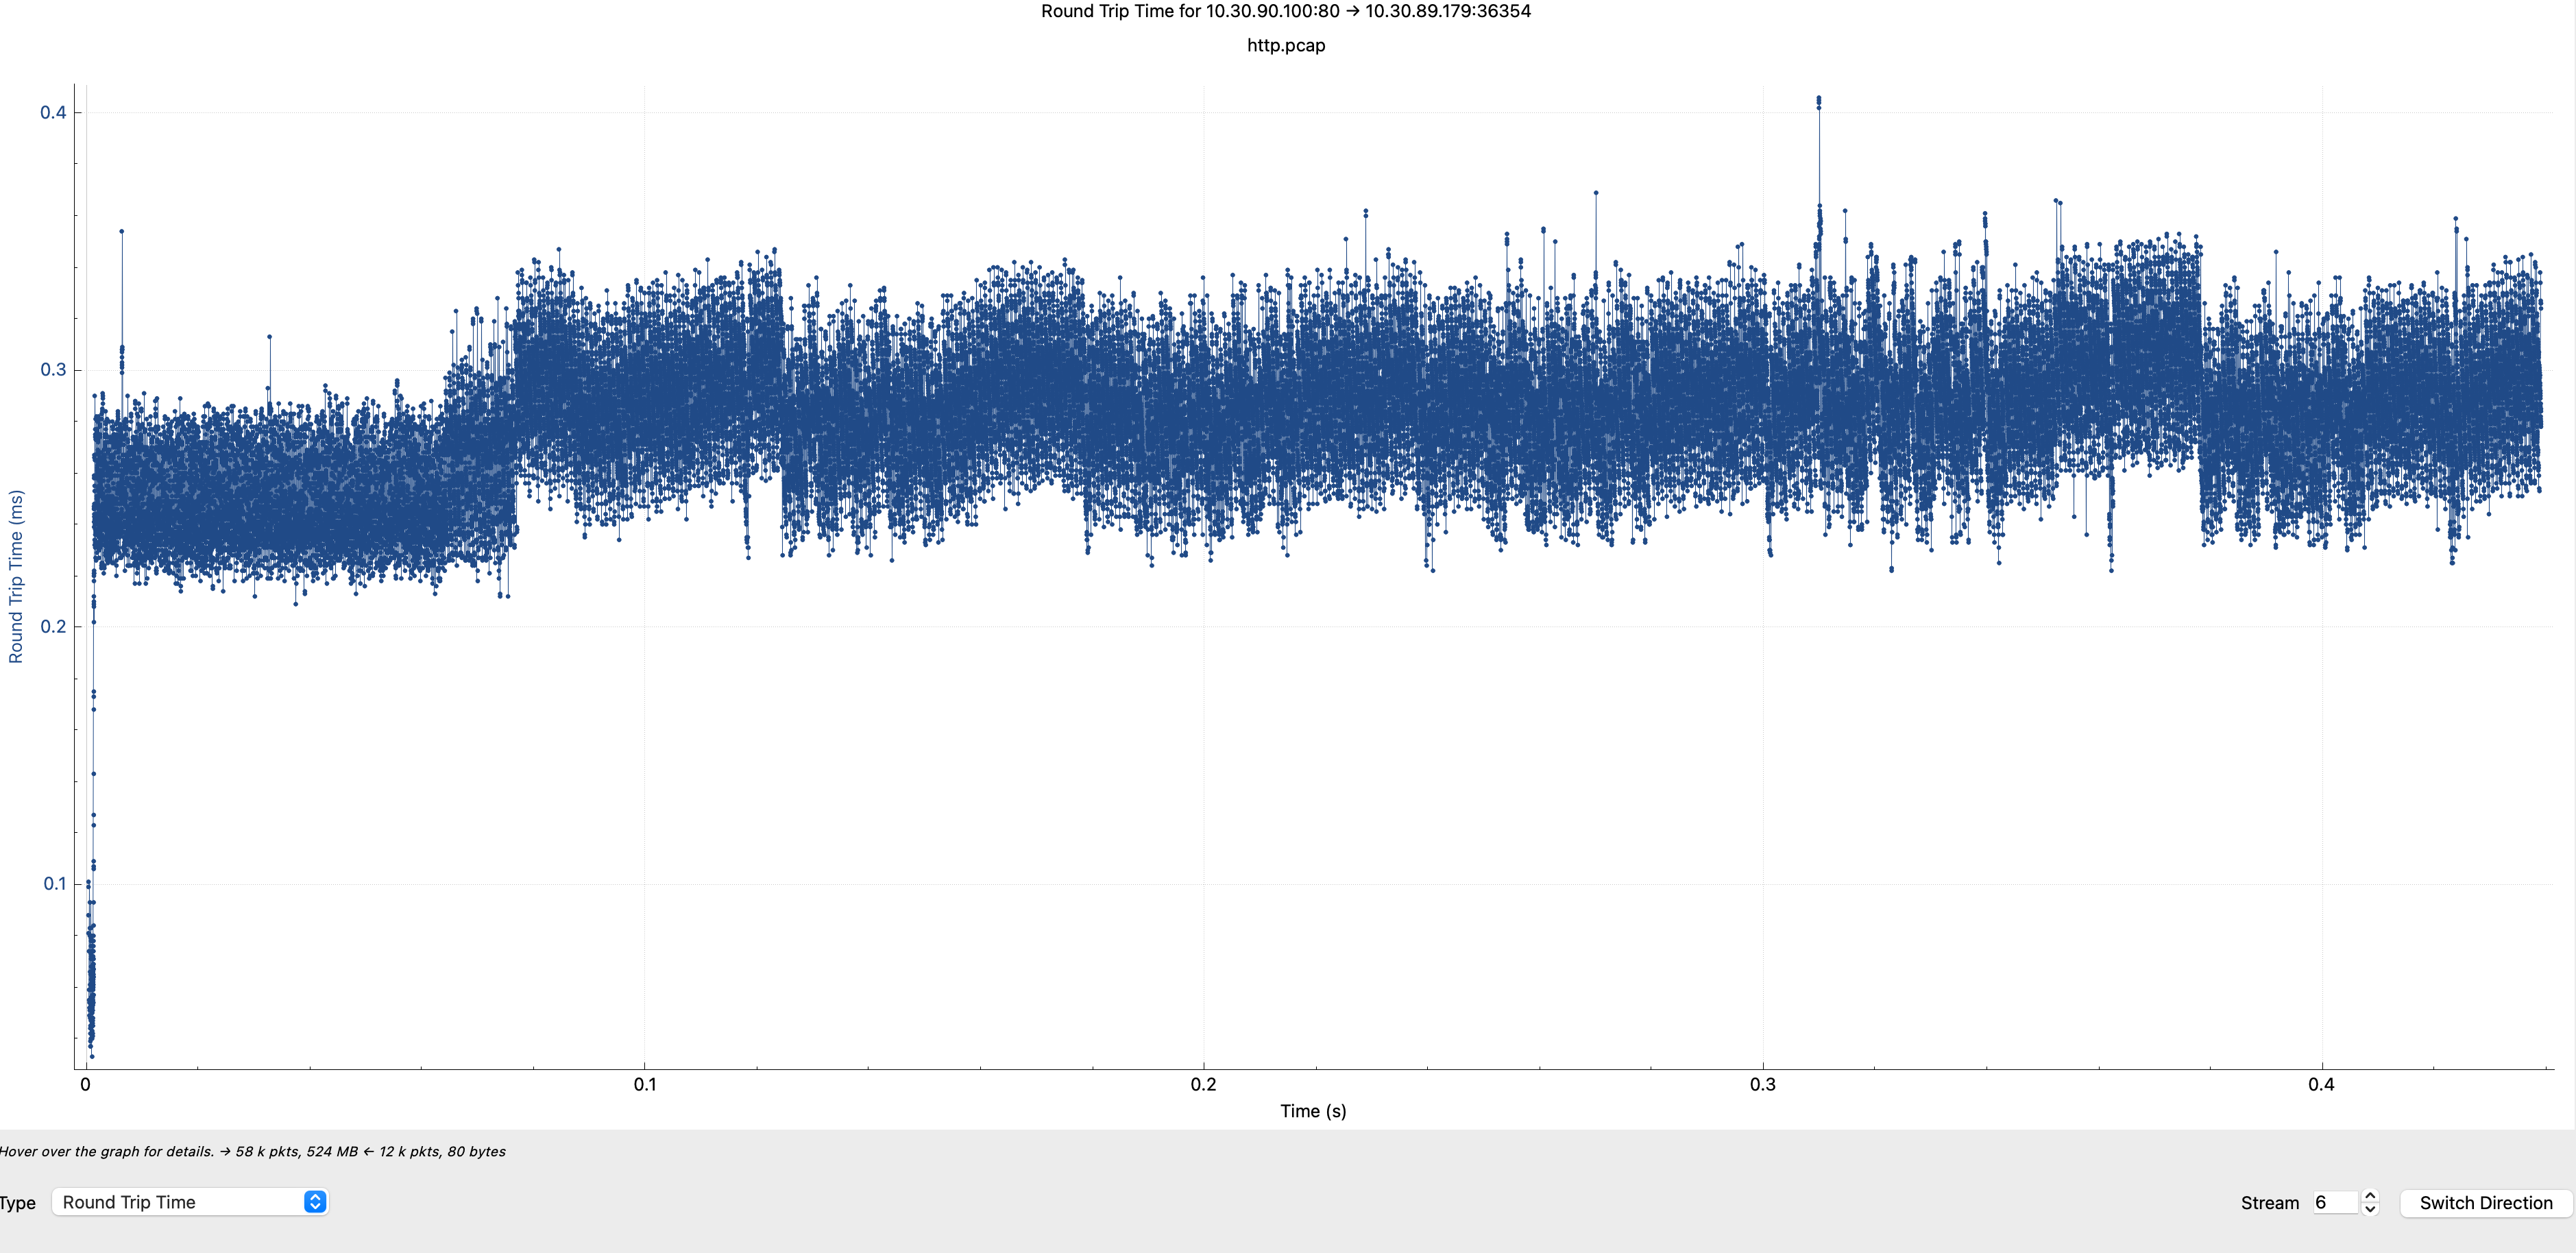 Round Trip Time for 10.30.90.100:80 → 10.30.89.179:36354
http.pcap
0.4
0.3
0.2
0.1
Round Trip Time (ms)
0 0.1 0.2 0.3 0.4
Time (s)
Hover over the graph for details. → 58 k pkts, 524 MB ← 12 k pkts, 80 bytes
Type Round Trip Time Stream 6 Switch Direction